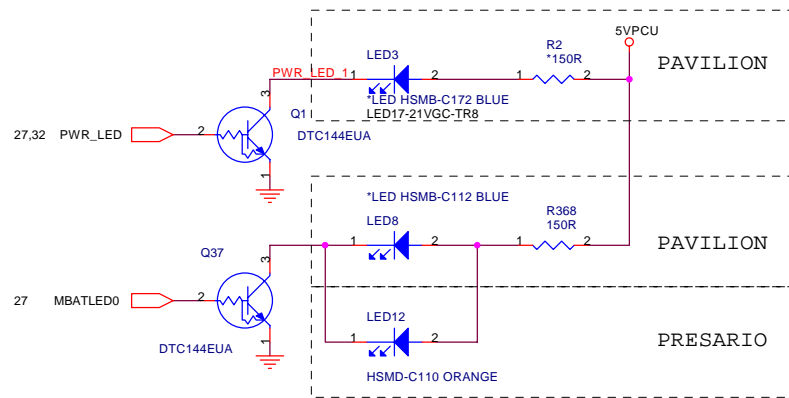 5VPCU
LED3
R2
*150R
PAVILION
PWR_LED_1
1
2
1
2
*LED HSMB-C172 BLUE
LED17-21VGC-TR8
3
Q1
27,32
PWR_LED
2
DTC144EUA
1
*LED HSMB-C112 BLUE
LED8
R368
150R
PAVILION
1
2
1
2
Q37
3
27
MBATLED0
2
DTC144EUA
1
LED12
1
2
PRESARIO
HSMD-C110 ORANGE